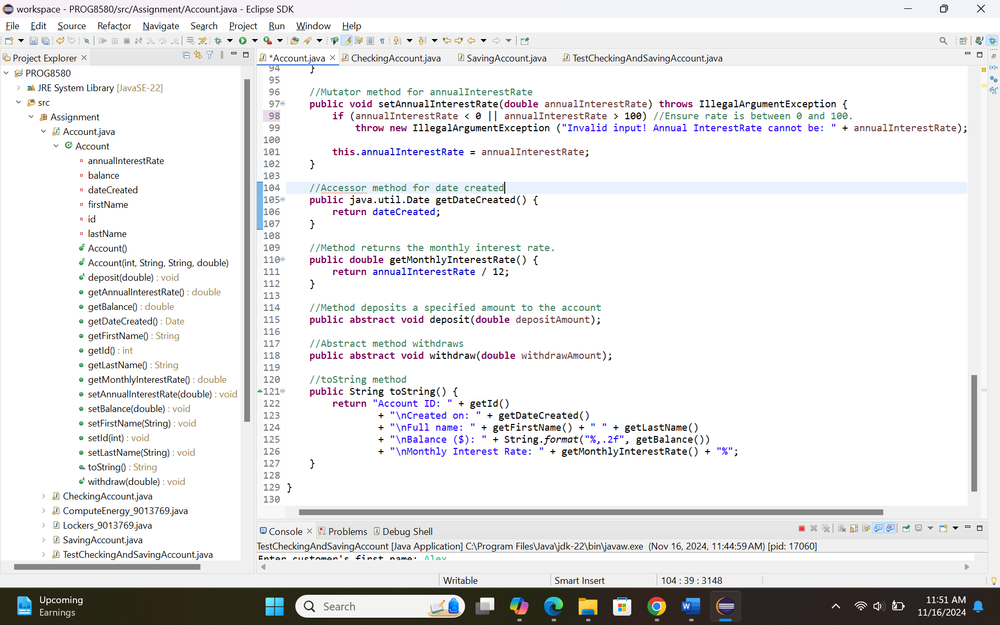 workspace - PROG8580/src/Assignment/Account.java - Eclipse SDK
File Edit Source Refactor Navigate Search Project Run Window Help
Project Explorer
PROG8580
JRE System Library [JavaSE-22]
src
Assignment
Account.java
Account
annualInterestRate
balance
dateCreated
firstName
id
lastName
Account()
Account(int, String, String, double)
deposit(double) : void
getAnnualInterestRate() : double
getBalance() : double
getDateCreated() : Date
getFirstName() : String
getId() : int
getLastName() : String
getMonthlyInterestRate() : double
setAnnualInterestRate(double) : void
setBalance(double) : void
setFirstName(String) : void
setId(int) : void
setLastName(String) : void
toString() : String
withdraw(double) : void
CheckingAccount.java
ComputeEnergy_9013769.java
Lockers_9013769.java
SavingAccount.java
TestCheckingAndSavingAccount.java
*Account.java CheckingAccount.java SavingAccount.java TestCheckingAndSavingAccount.java
94 }
95
96 //Mutator method for annualInterestRate
97 public void setAnnualInterestRate(double annualInterestRate) throws IllegalArgumentException {
98 if (annualInterestRate < 0 || annualInterestRate > 100) //Ensure rate is between 0 and 100.
99 throw new IllegalArgumentException ("Invalid input! Annual InterestRate cannot be: " + annualInterestRate);
100
101 this.annualInterestRate = annualInterestRate;
102 }
103
104 //Accessor method for date created
105 public java.util.Date getDateCreated() {
106 return dateCreated;
107 }
108
109 //Method returns the monthly interest rate.
110 public double getMonthlyInterestRate() {
111 return annualInterestRate / 12;
112 }
113
114 //Method deposits a specified amount to the account
115 public abstract void deposit(double depositAmount);
116
117 //Abstract method withdraws
118 public abstract void withdraw(double withdrawAmount);
119
120 //toString method
121 public String toString() {
122 return "Account ID: " + getId()
123 + "\nCreated on: " + getDateCreated()
124 + "\nFull name: " + getFirstName() + " " + getLastName()
125 + "\nBalance ($): " + String.format("%,.2f", getBalance())
126 + "\nMonthly Interest Rate: " + getMonthlyInterestRate() + "%";
127 }
128
129 }
130
Console Problems Debug Shell
TestCheckingAndSavingAccount [Java Application] C:\Program Files\Java\jdk-22\bin\javaw.exe (Nov 16, 2024, 11:44:59 AM) [pid: 17060]
Enter customer's first name: Alex
Writable Smart Insert 104 : 39 : 3148
Upcoming
Earnings
Search
11:51 AM
11/16/2024